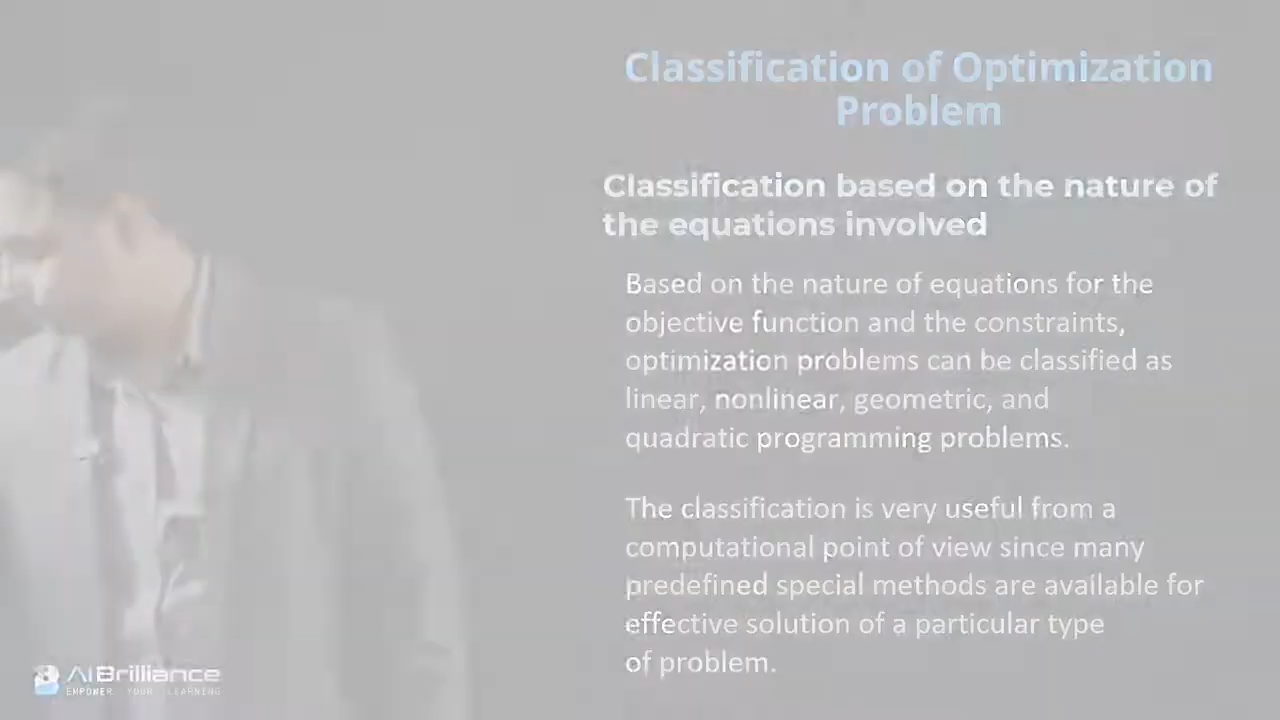 Classification of Optimization
Problem
Classification based on the nature of
the equations involved
Based on the nature of equations for the
objective function and the constraints,
optimization problems can be classified as
linear, nonlinear, geometric, and
quadratic programming problems.
The classification is very useful from a
computational point of view since many
predefined special methods are available for
effective solution of a particular type
of problem.
AI Brilliance
EMPOWER YOUR LEARNING